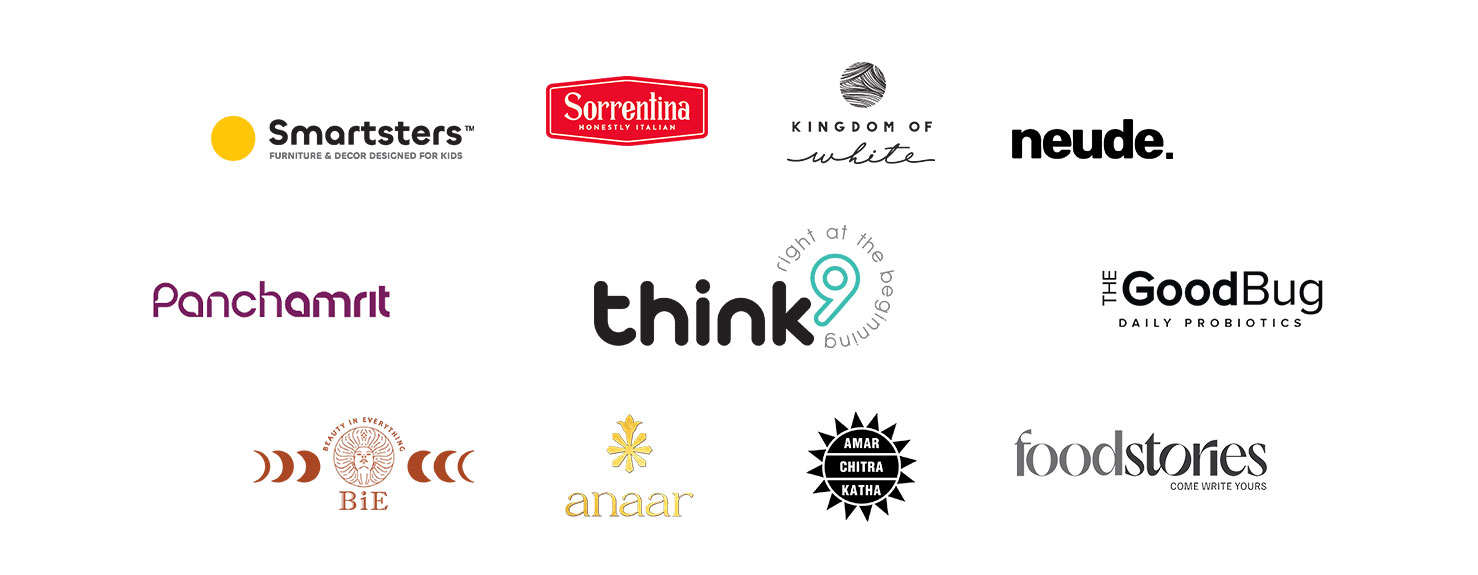 Smartsters™
FURNITURE & DECOR DESIGNED FOR KIDS
Sorrentina
HONESTLY ITALIAN
KINGDOM OF
white
neude.
Panchamrit
think9
right at the beginning
THE GoodBug
DAILY PROBIOTICS
BEAUTY IN EVERYTHING
BiE
anaar
AMAR
CHITRA
KATHA
foodstories
COME WRITE YOURS